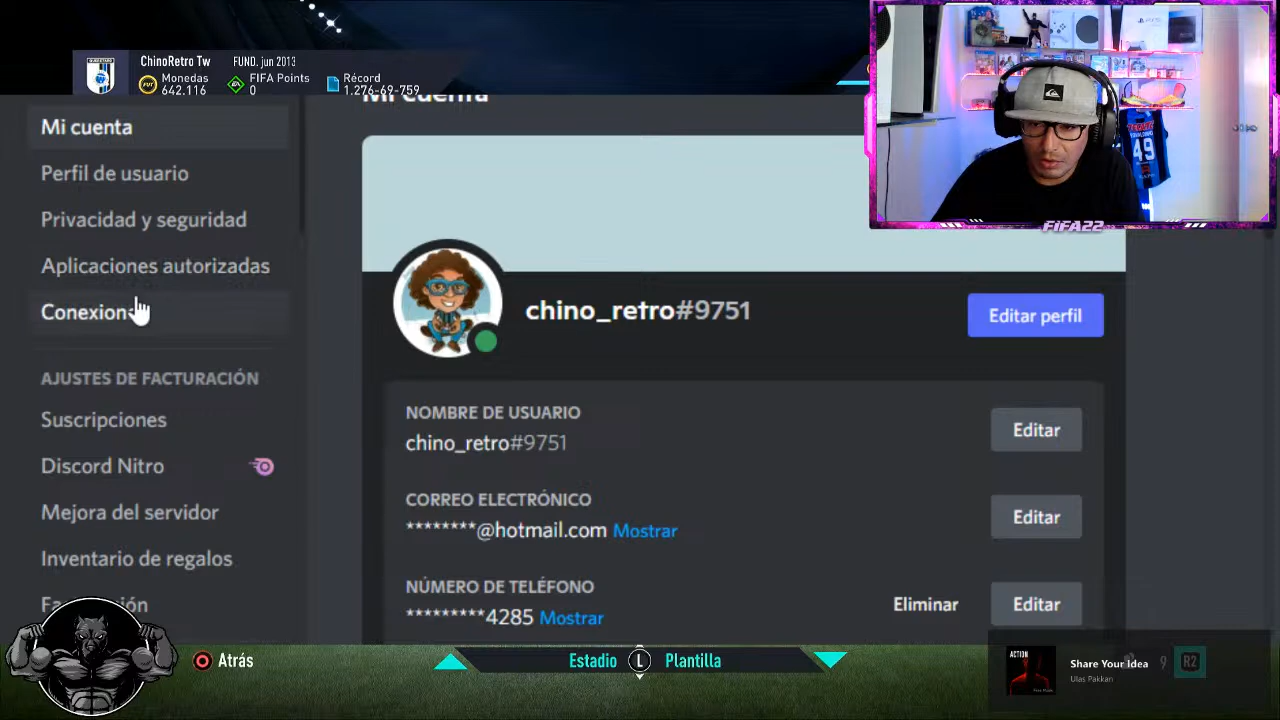 ChinoRetro Tw
FUND. jun 2013
Monedas
642.116
FIFA Points
0
Récord
1.276-69-759
Mi Cuenta
Mi cuenta
Perfil de usuario
Privacidad y seguridad
Aplicaciones autorizadas
Conexion
AJUSTES DE FACTURACIÓN
Suscripciones
Discord Nitro
Mejora del servidor
Inventario de regalos
chino_retro#9751
Editar perfil
NOMBRE DE USUARIO
chino_retro#9751
Editar
CORREO ELECTRÓNICO
********@hotmail.com Mostrar
Editar
NÚMERO DE TELÉFONO
*********4285 Mostrar
Eliminar
Editar
49
FIFA22
Atrás
Estadio
L
Plantilla
ACTION
Share Your Idea
Ulas Pakkan
9
R2